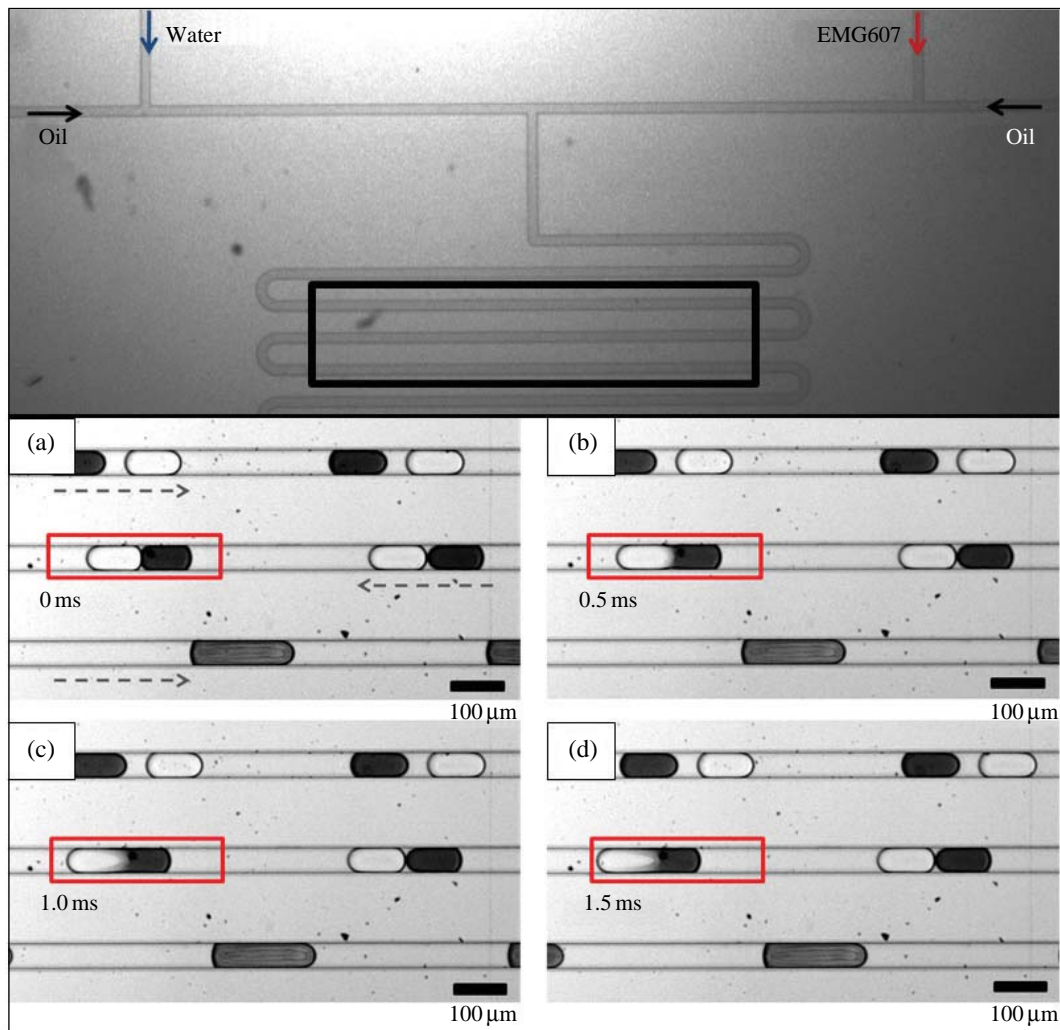 Water
EMG607
Oil
Oil
(a)
(b)
0 ms
0.5 ms
100 µm
100 µm
(c)
(d)
1.0 ms
1.5 ms
100 µm
100 µm